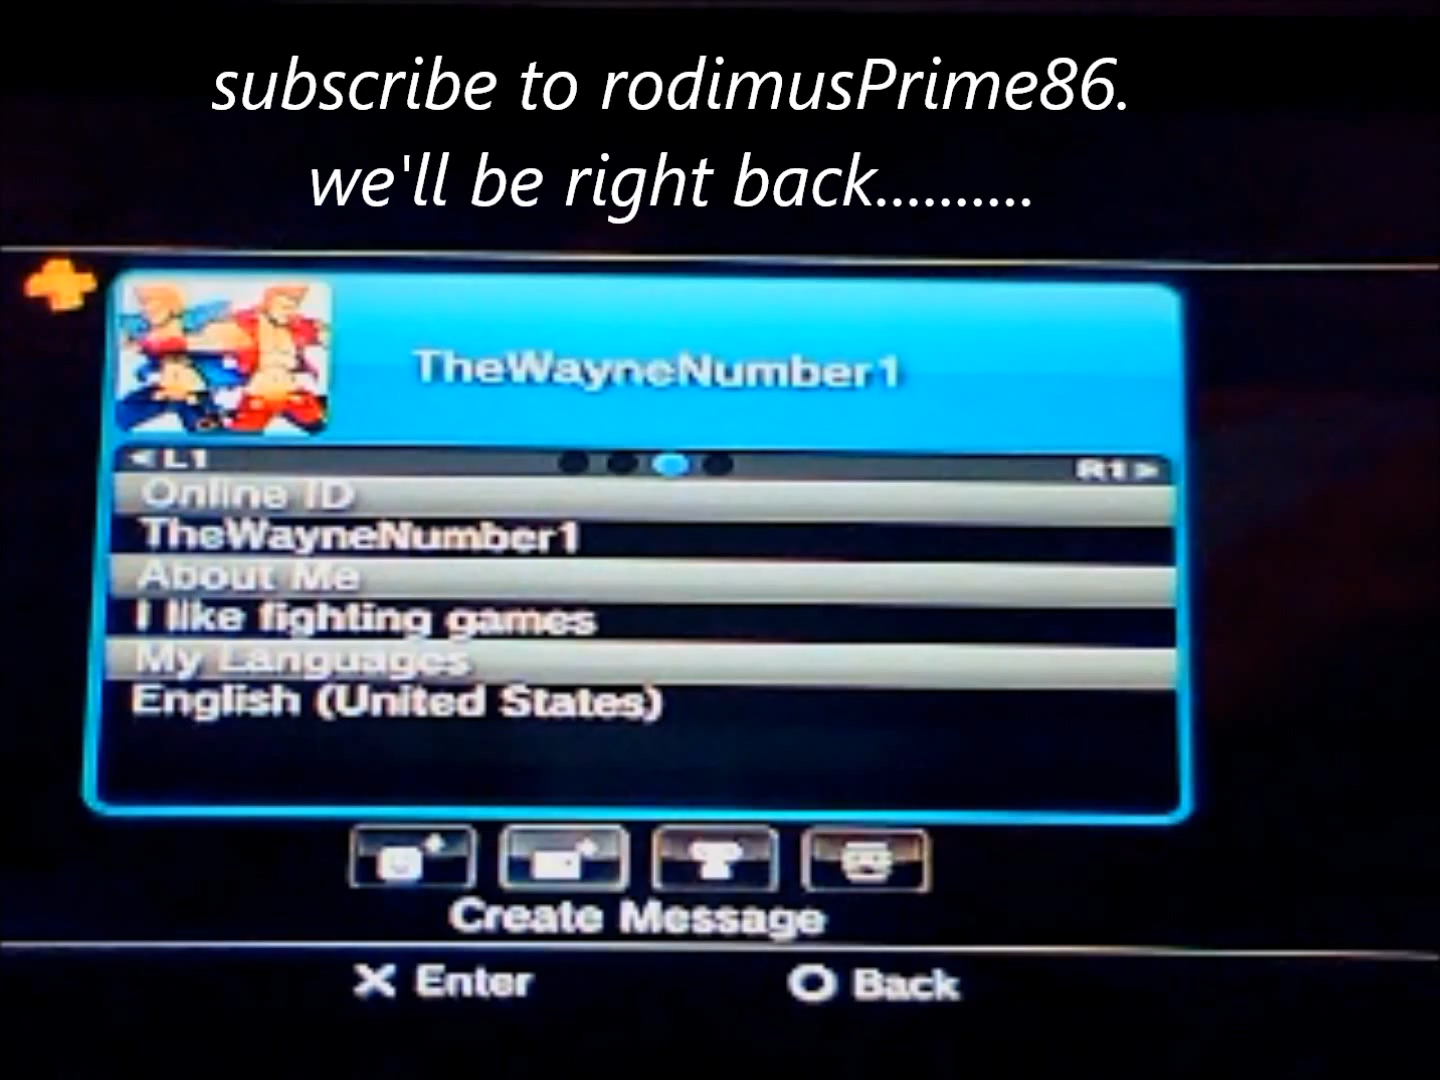 subscribe to rodimusPrime86.
we'll be right back..........
TheWayneNumber1
L1
R1
Online ID
TheWayneNumber1
About Me
I like fighting games
My Languages
English (United States)
Create Message
X Enter
O Back